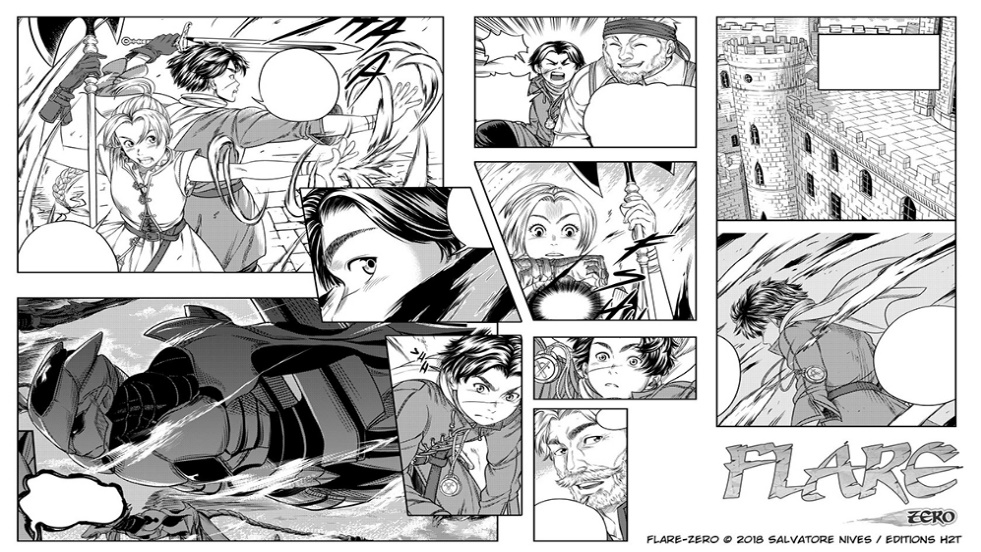 A
A
A
FLARE
ZERO
FLARE-ZERO © 2018 SALVATORE NIVES / EDITIONS H2T